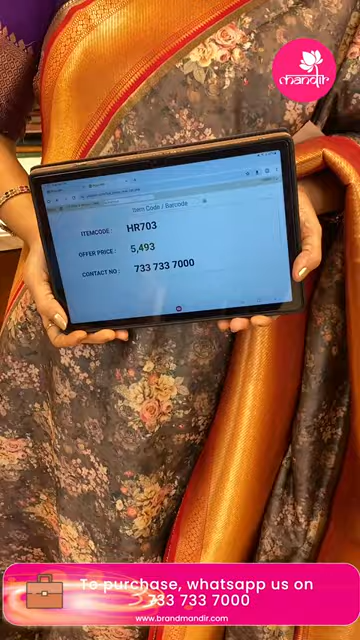 mandir
Item Code / Barcode
ITEMCODE : HR703
OFFER PRICE : 5,493
CONTACT NO : 733 733 7000
To purchase, whatsapp us on
733 733 7000
www.brandmandir.com